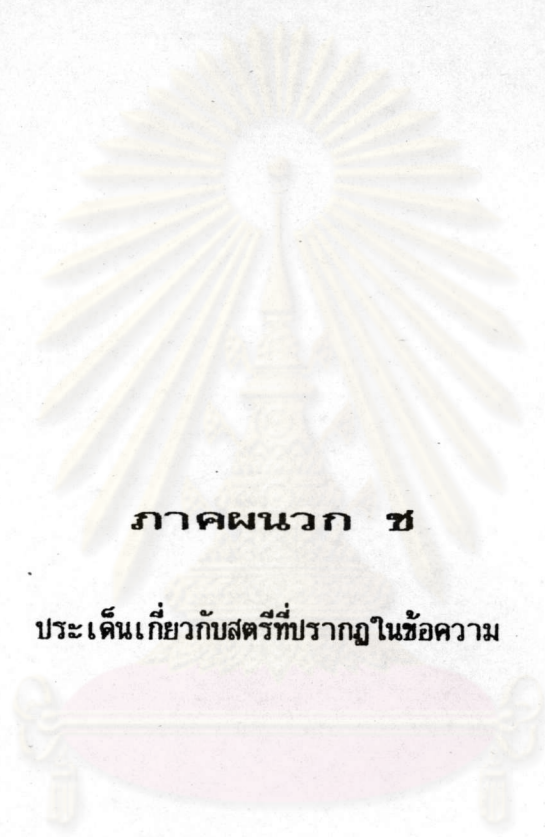 ภาคผนวก ช
ประเด็นเกี่ยวกับสตรีที่ปรากฏในข้อความ